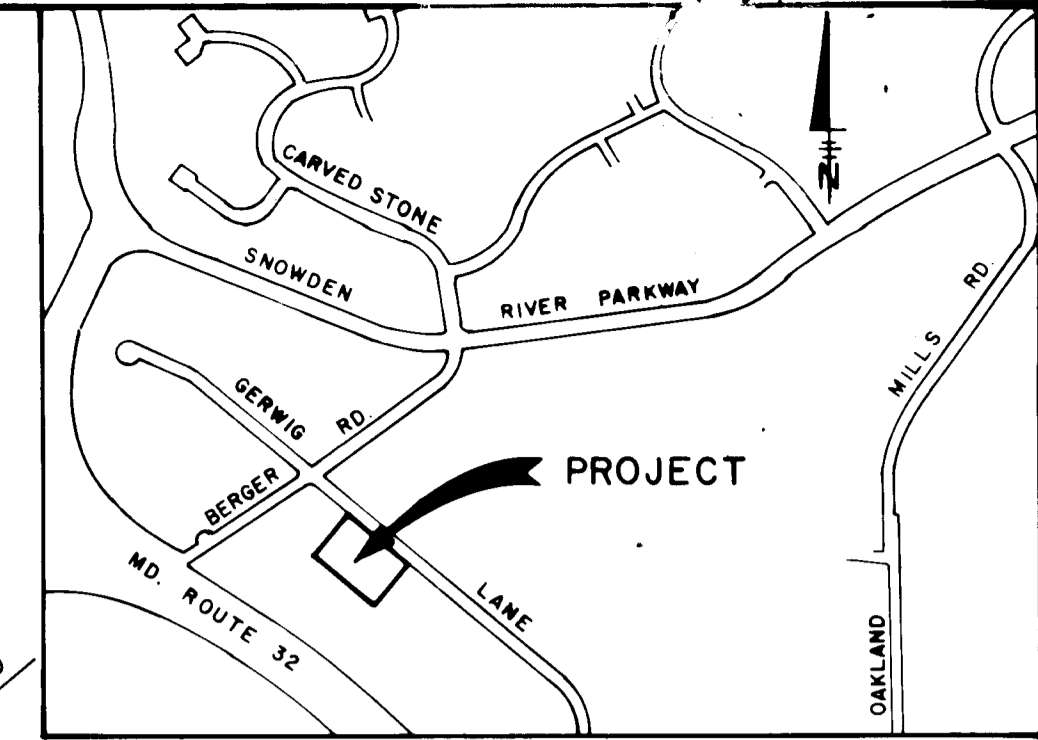 N
CARVED STONE
SNOWDEN RIVER PARKWAY
MILLS RD.
GERWIG LANE
BERGER RD.
PROJECT
MD. ROUTE 32
OAKLAND